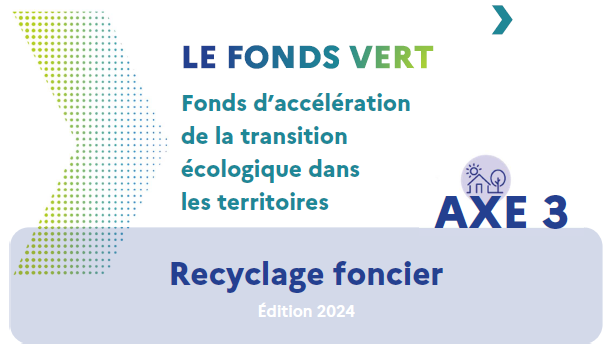 LE FONDS VERT
Fonds d’accélération
de la transition
écologique dans
les territoires
AXE 3
Recyclage foncier
Édition 2024